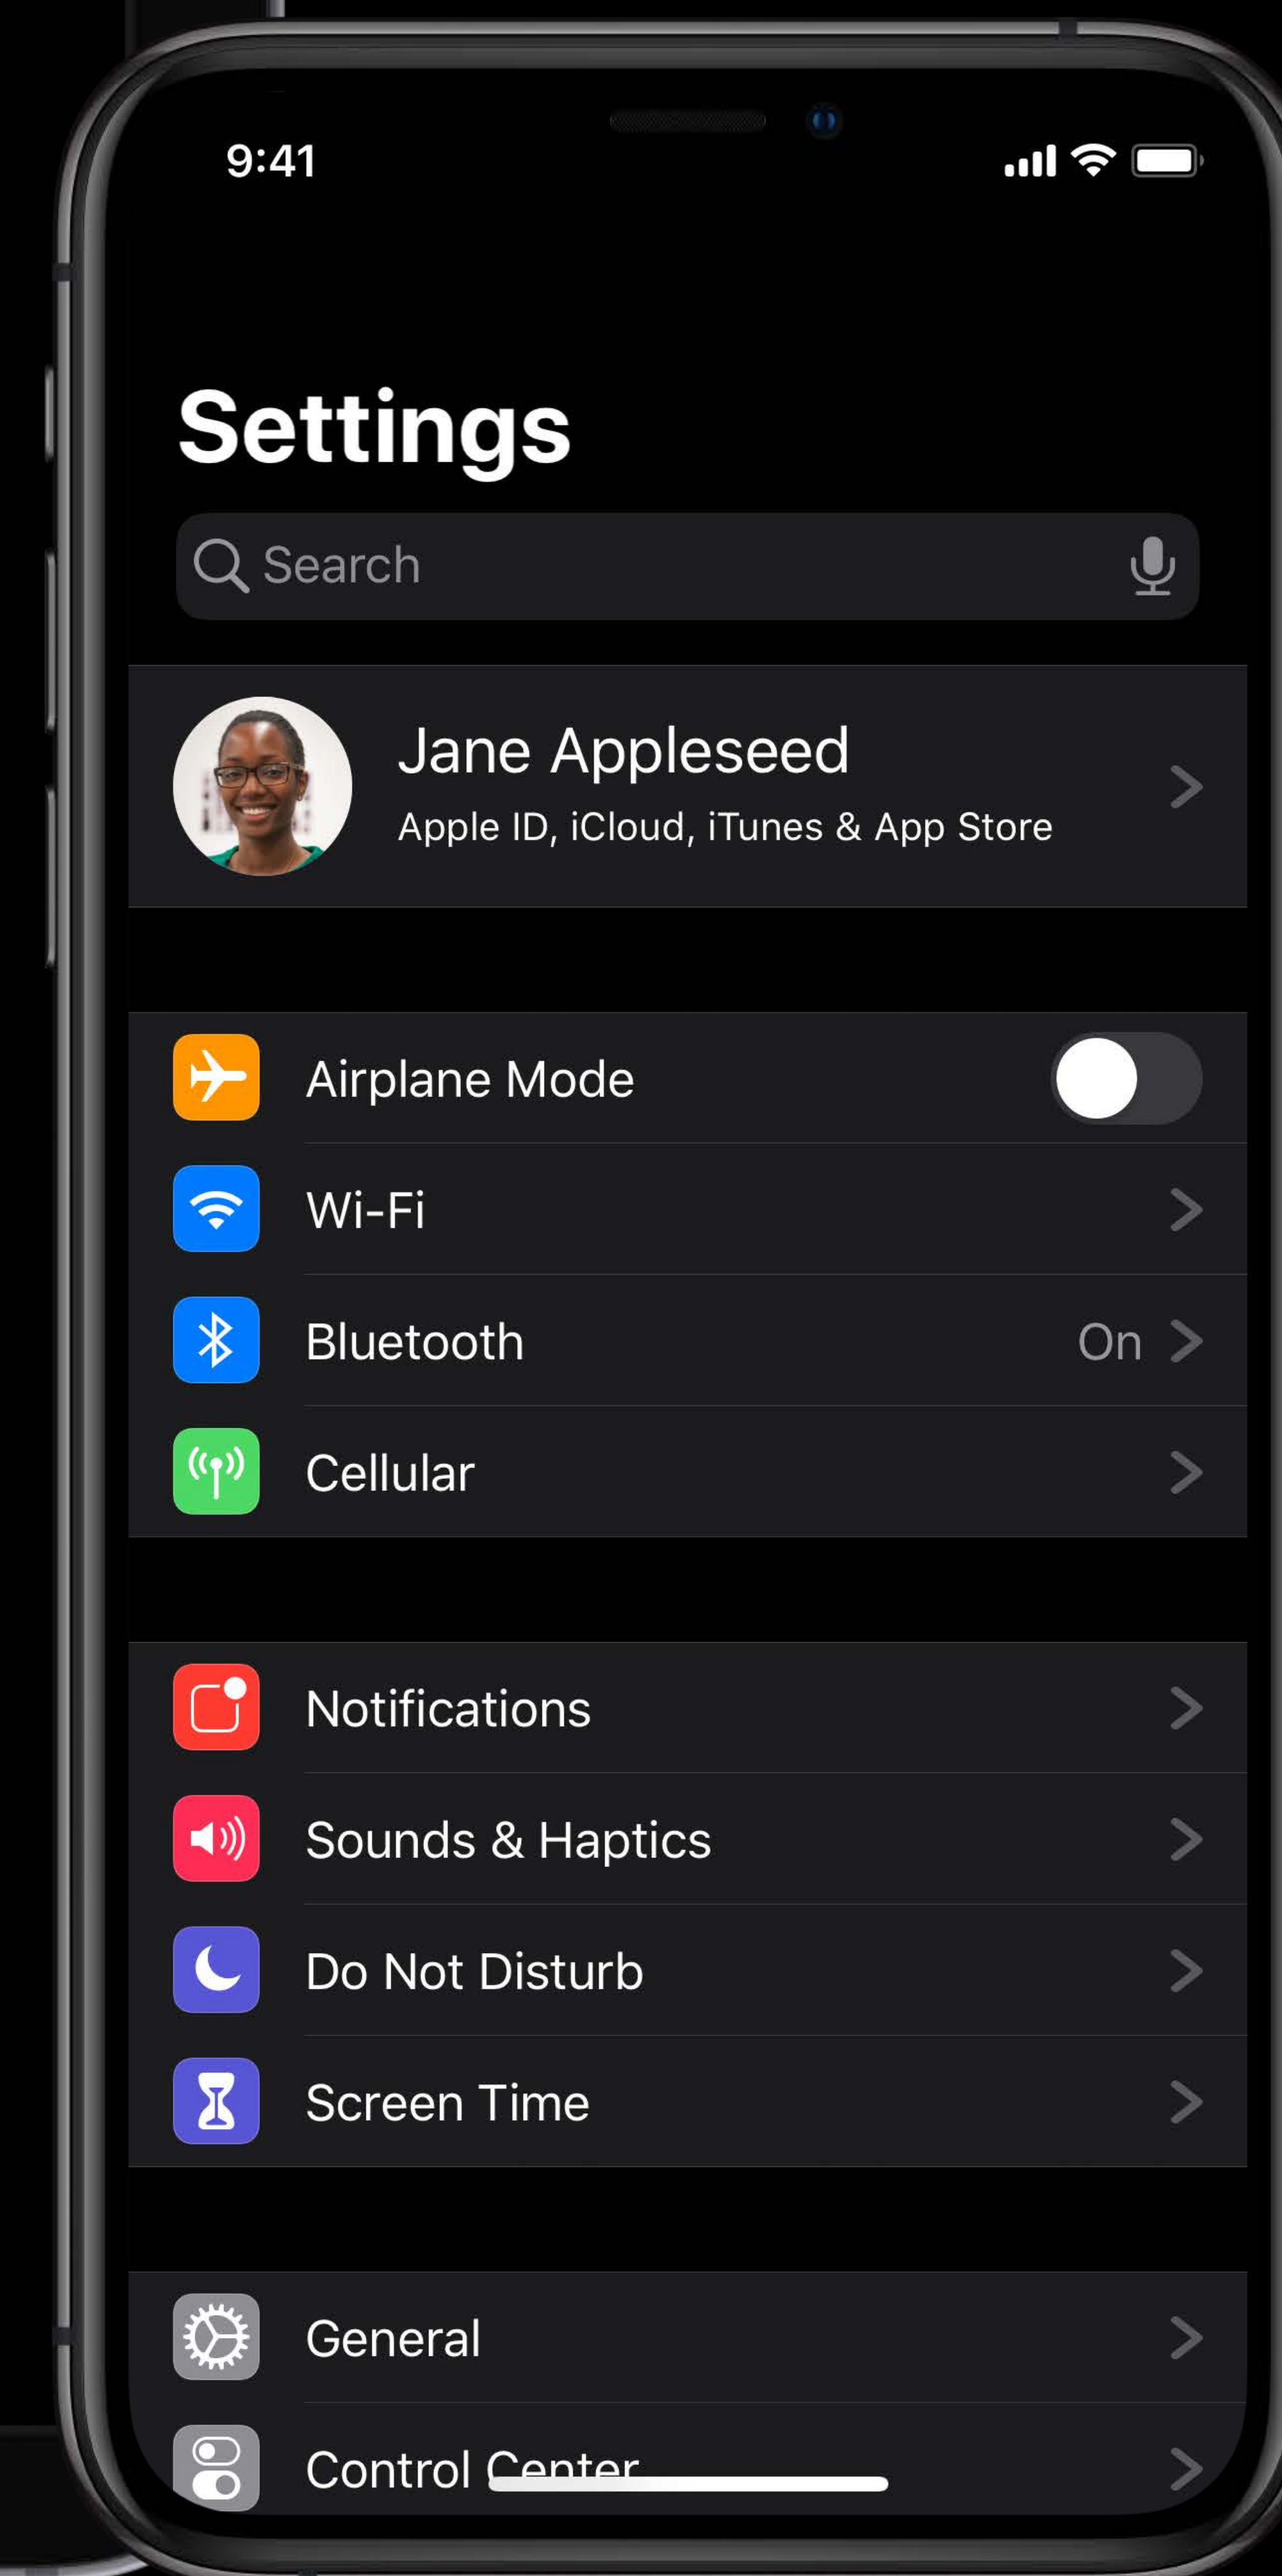 9:41
Settings
Search
Jane Appleseed
Apple ID, iCloud, iTunes & App Store
Airplane Mode
Wi-Fi
Bluetooth
On
Cellular
Notifications
Sounds & Haptics
Do Not Disturb
Screen Time
General
Control Center